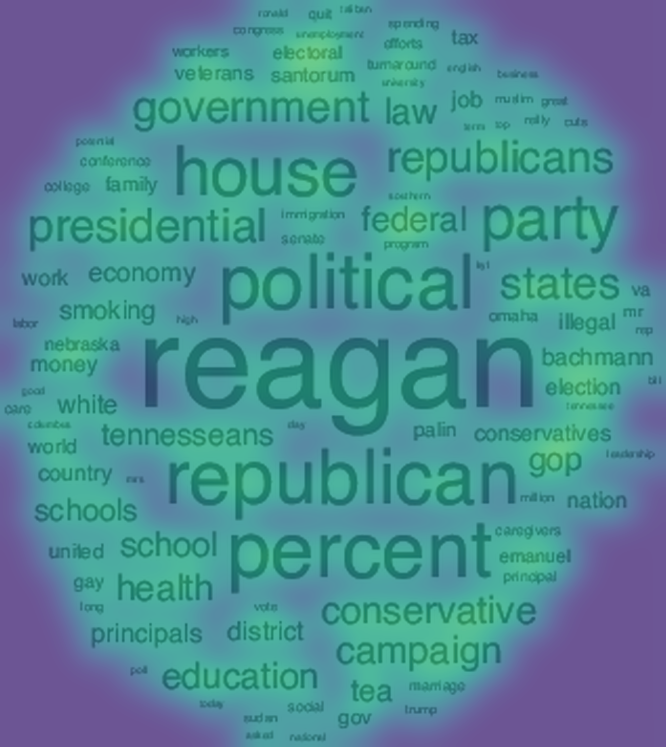 ronald quit taliban
congress unemployment spending
workers electoral efforts tax
veterans santorum turnaround english business
university
government law job muslim great
term top really cuts
potential
conference house republicans
college family southern
presidential immigration federal party
senate program
work economy political states va
smoking omaha illegal mr
labor high rep
nebraska reagan bachmann
money election bill
good
care white tennessee
columbia day
world tennesseans palin conservatives
country republican gop leadership
schools million nation
united school percent caregivers
emanuel
gay health principal
long vote conservative
principals district
campaign
poll education tea marriage
today social trump
sudan gov
asked national